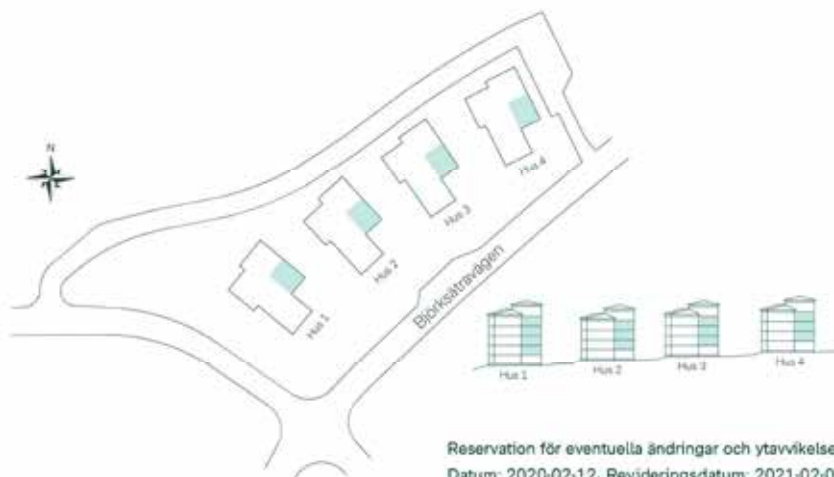 N
Hus 4
Hus 3
Hus 2
Hus 1
Björksätravägen
Hus 1
Hus 2
Hus 3
Hus 4
Reservation för eventuella ändringar och ytavvikelse
Datum: 2020-02-12. Revideringsdatum: 2021-02-0